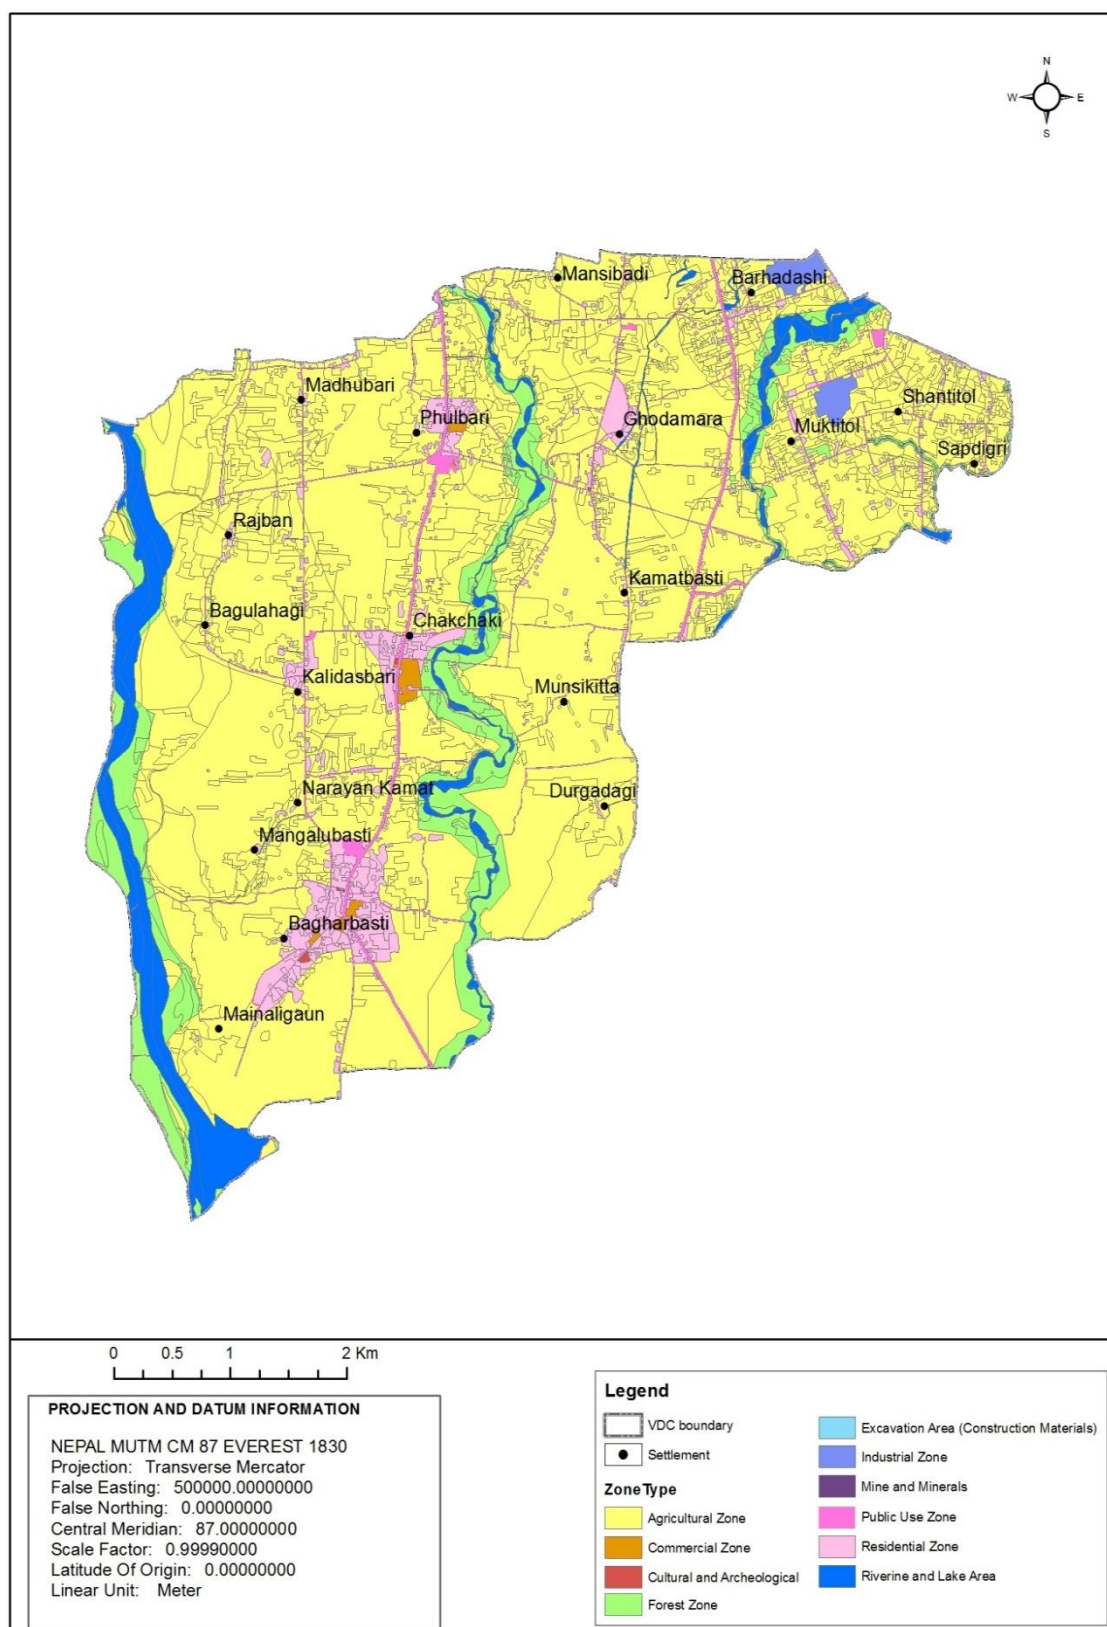 N
W E
S
Mansibadi
Barhadashi
Madhubari
Phulbari
Ghodamara
Shantitol
Muktitol
Sapdigri
Rajban
Kamatbasti
Bagulahagi
Chakchaki
Kalidasbari
Munsikitta
Narayan Kamat
Durgadagi
Mangalubasti
Bagharbasti
Mainaligaun
0 0.5 1 2 Km
PROJECTION AND DATUM INFORMATION
NEPAL MUTM CM 87 EVEREST 1830
Projection: Transverse Mercator
False Easting: 500000.00000000
False Northing: 0.00000000
Central Meridian: 87.00000000
Scale Factor: 0.99990000
Latitude Of Origin: 0.00000000
Linear Unit: Meter
Legend
VDC boundary
Settlement
Zone Type
Agricultural Zone
Commercial Zone
Cultural and Archeological
Forest Zone
Excavation Area (Construction Materials)
Industrial Zone
Mine and Minerals
Public Use Zone
Residential Zone
Riverine and Lake Area